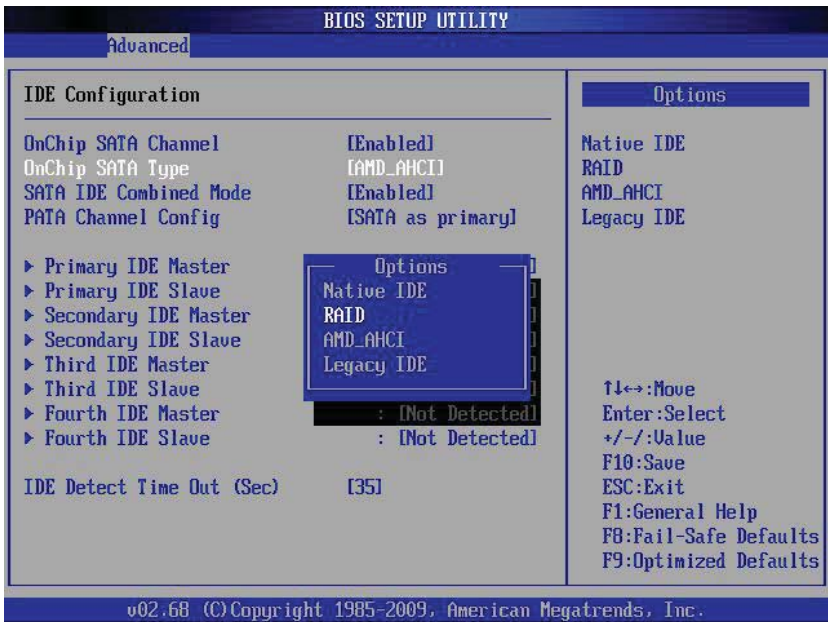 BIOS SETUP UTILITY
Advanced
IDE Configuration
OnChip SATA Channel [Enabled]
OnChip SATA Type [AMD_AHCI]
SATA IDE Combined Mode [Enabled]
PATA Channel Config [SATA as primary]
▶ Primary IDE Master ]
▶ Primary IDE Slave ]
▶ Secondary IDE Master ]
▶ Secondary IDE Slave ]
▶ Third IDE Master ]
▶ Third IDE Slave ]
▶ Fourth IDE Master : [Not Detected]
▶ Fourth IDE Slave : [Not Detected]
IDE Detect Time Out (Sec) [35]
Options
Native IDE
RAID
AMD_AHCI
Legacy IDE
Options
Native IDE
RAID
AMD_AHCI
Legacy IDE
↑↓←→:Move
Enter:Select
+/-/:Value
F10:Save
ESC:Exit
F1:General Help
F8:Fail-Safe Defaults
F9:Optimized Defaults
v02.68 (C)Copyright 1985-2009, American Megatrends, Inc.